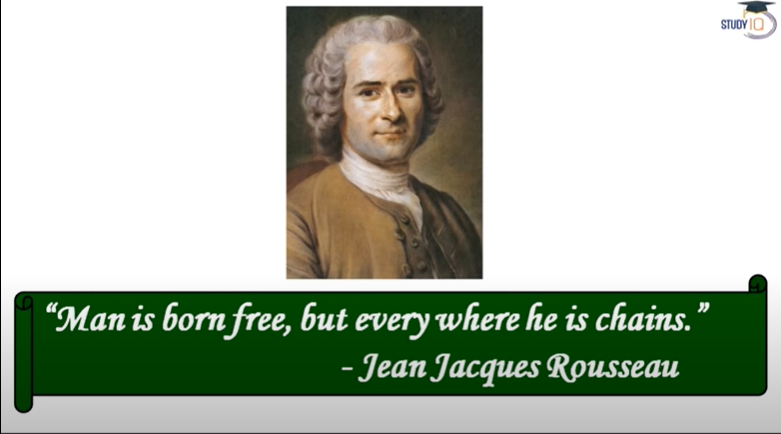 STUDY IQ
“Man is born free, but every where he is chains.”
- Jean Jacques Rousseau